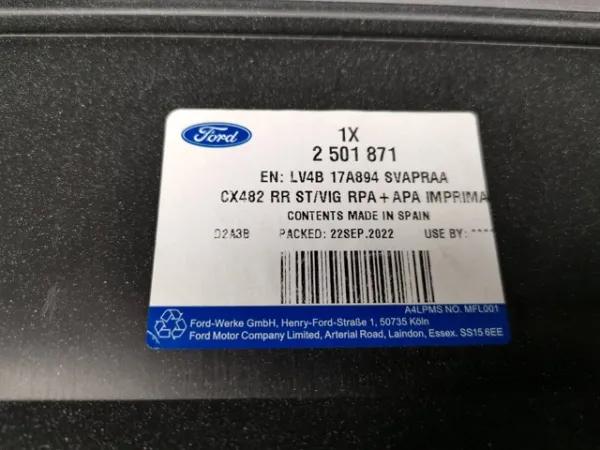 Ford
1X
2 501 871
EN: LV4B 17A894 SVAPRAA
CX482 RR ST/VIG RPA+APA IMPRIMA
CONTENTS MADE IN SPAIN
D2A3B PACKED: 22SEP.2022 USE BY: ****
A4LPMS NO. MFL001
Ford-Werke GmbH, Henry-Ford-Straße 1, 50735 Köln
Ford Motor Company Limited, Arterial Road, Laindon, Essex. SS15 6EE